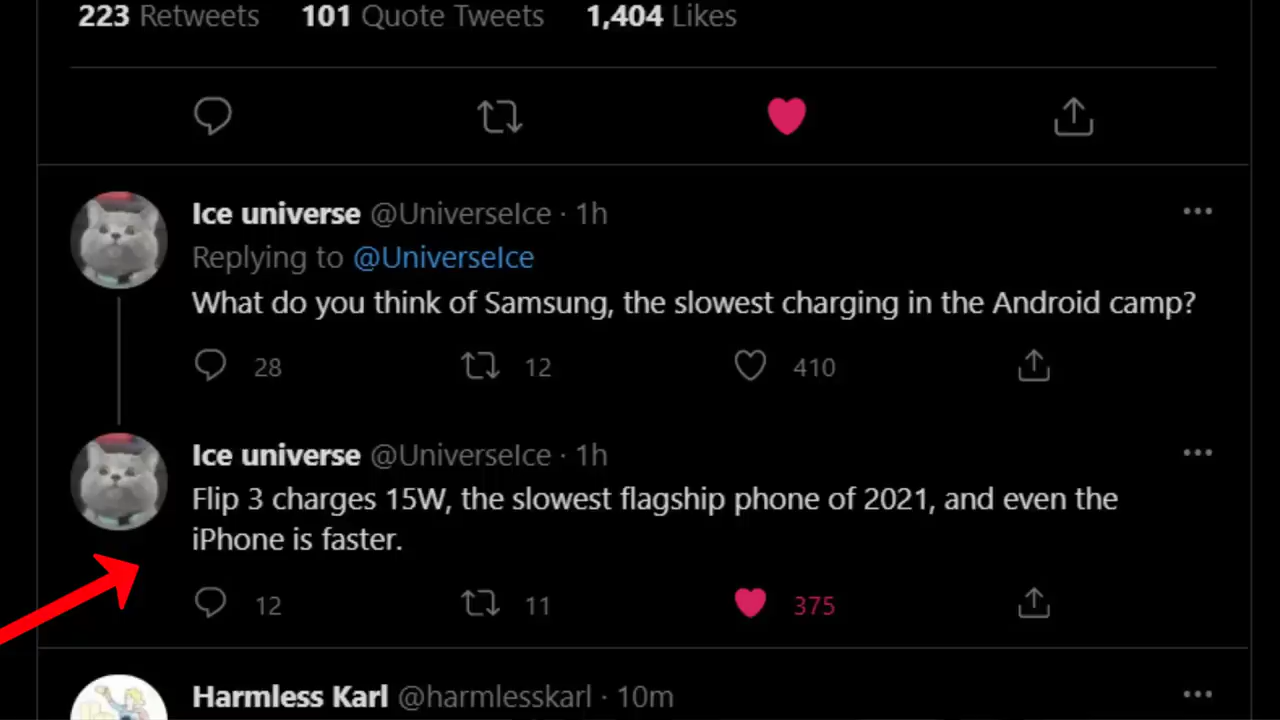 223 Retweets 101 Quote Tweets 1,404 Likes
Ice universe @UniverseIce · 1h
Replying to @UniverseIce
What do you think of Samsung, the slowest charging in the Android camp?
28 12 410
Ice universe @UniverseIce · 1h
Flip 3 charges 15W, the slowest flagship phone of 2021, and even the
iPhone is faster.
12 11 375
Harmless Karl @harmlesskarl · 10m